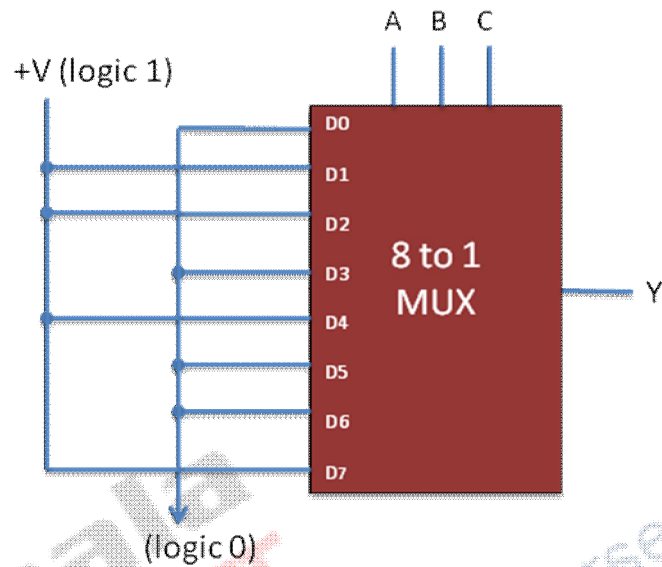 A B C
+V (logic 1)
D0
D1
D2
D3
D4
D5
D6
D7
8 to 1
MUX
Y
(logic 0)